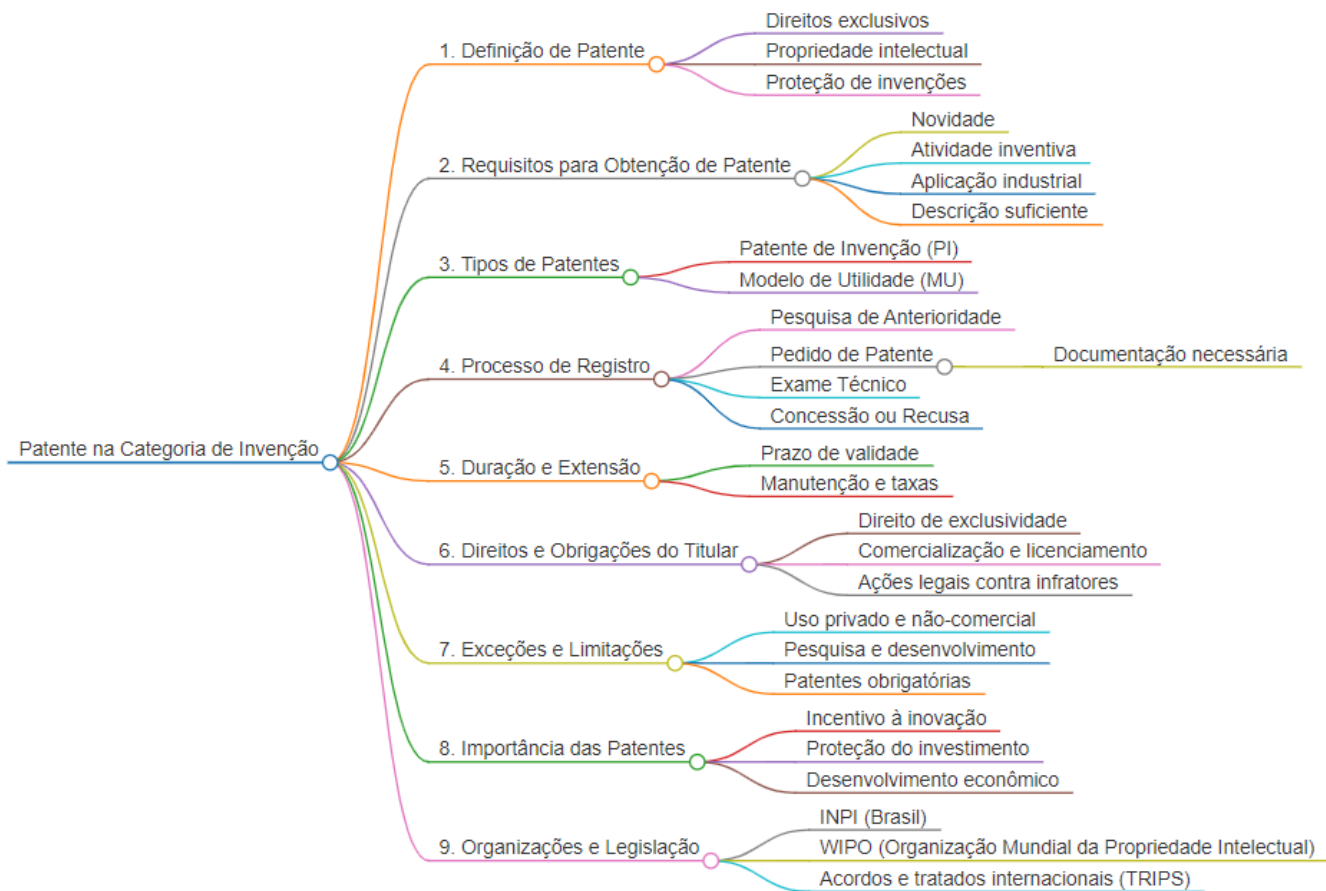 Patente na Categoria de Invenção
1. Definição de Patente
Direitos exclusivos
Propriedade intelectual
Proteção de invenções
2. Requisitos para Obtenção de Patente
Novidade
Atividade inventiva
Aplicação industrial
Descrição suficiente
3. Tipos de Patentes
Patente de Invenção (PI)
Modelo de Utilidade (MU)
4. Processo de Registro
Pesquisa de Anterioridade
Pedido de Patente
Documentação necessária
Exame Técnico
Concessão ou Recusa
5. Duração e Extensão
Prazo de validade
Manutenção e taxas
6. Direitos e Obrigações do Titular
Direito de exclusividade
Comercialização e licenciamento
Ações legais contra infratores
7. Exceções e Limitações
Uso privado e não-comercial
Pesquisa e desenvolvimento
Patentes obrigatórias
8. Importância das Patentes
Incentivo à inovação
Proteção do investimento
Desenvolvimento econômico
9. Organizações e Legislação
INPI (Brasil)
WIPO (Organização Mundial da Propriedade Intelectual)
Acordos e tratados internacionais (TRIPS)